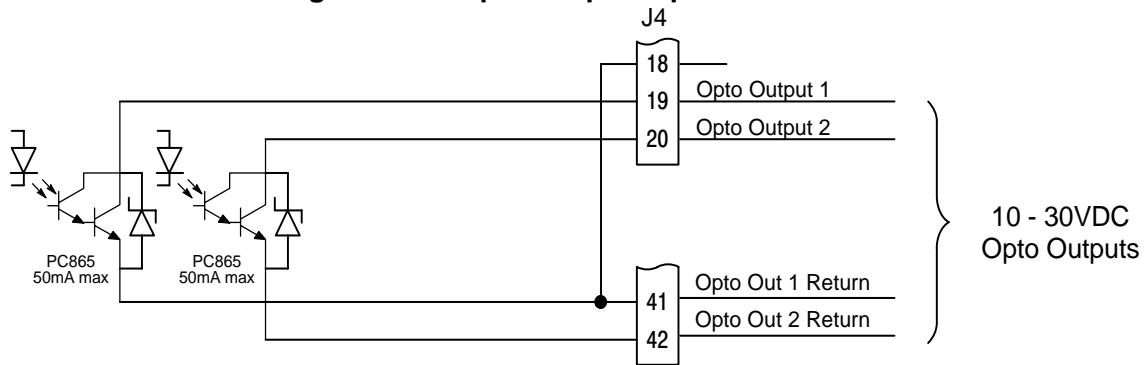 J4
18
19 Opto Output 1
20 Opto Output 2
PC865
50mA max
PC865
50mA max
10 - 30VDC
Opto Outputs
41 Opto Out 1 Return
42 Opto Out 2 Return